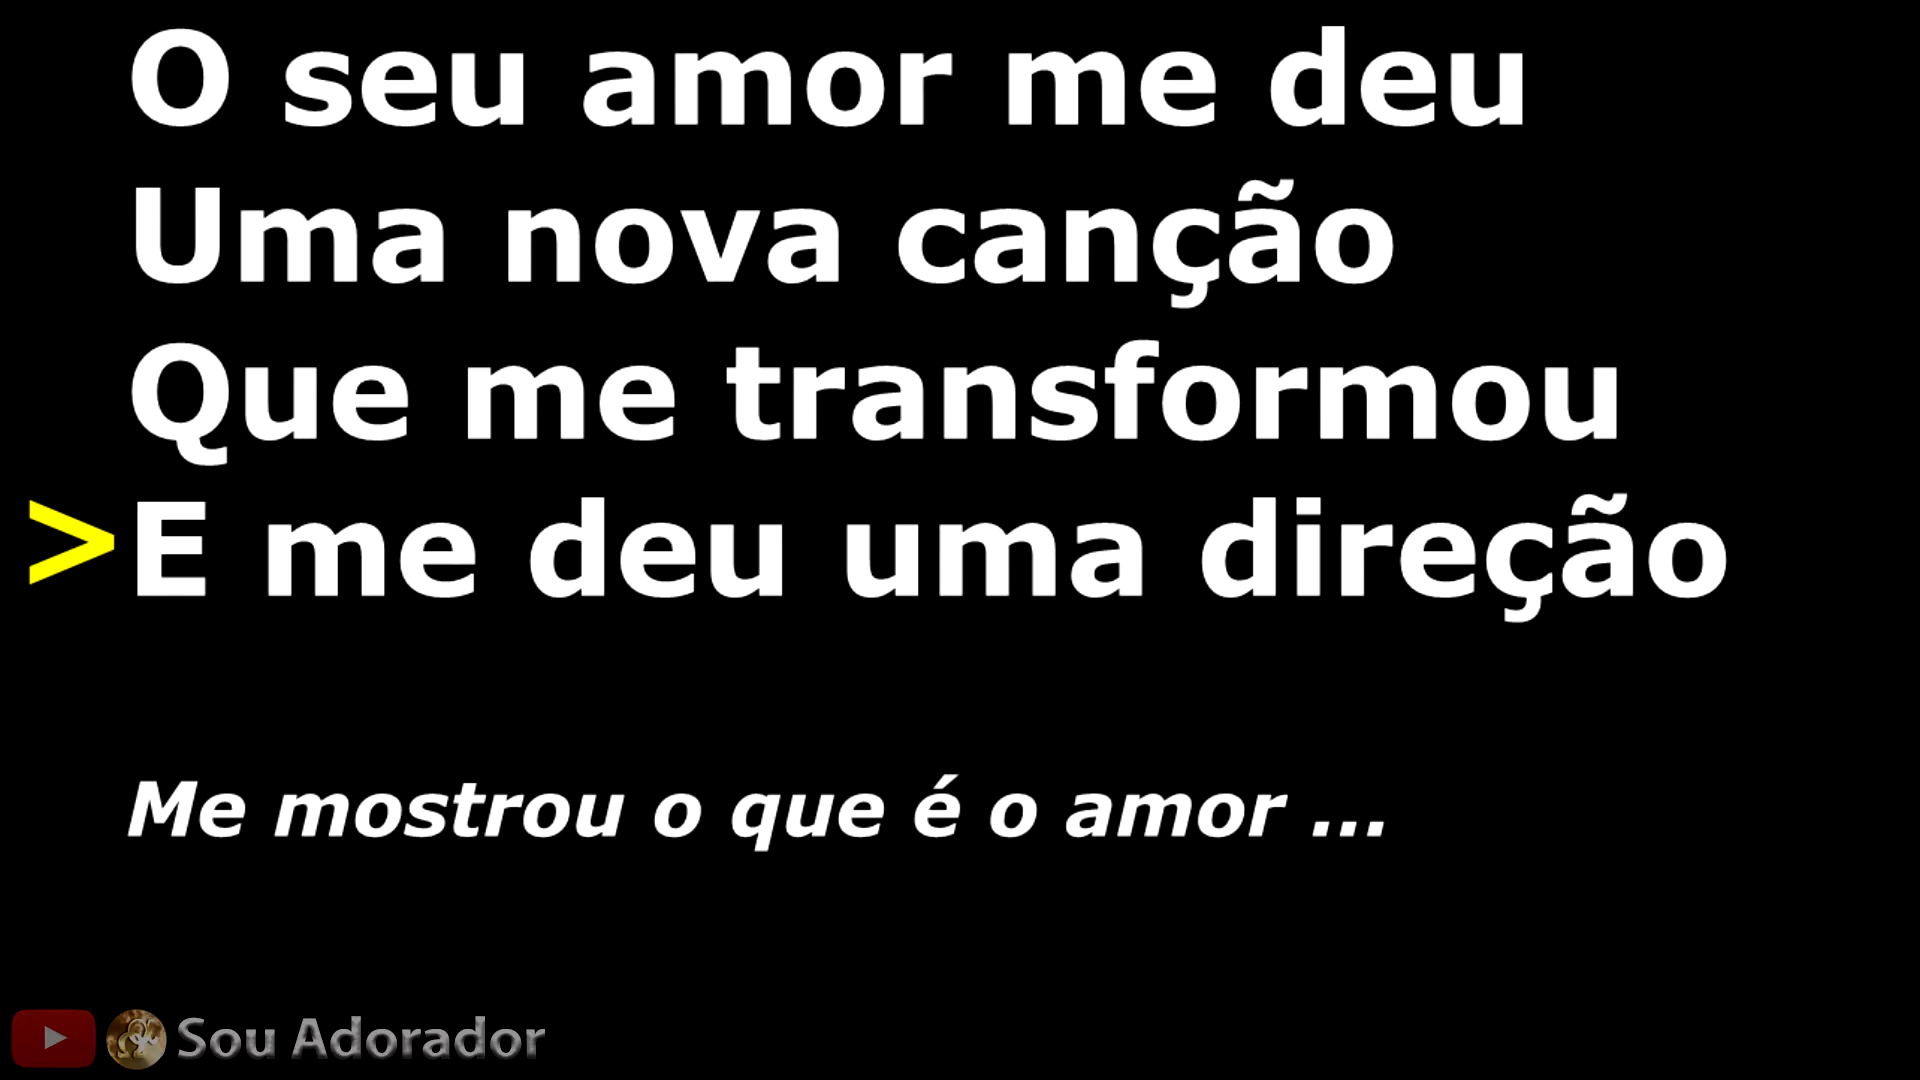 O seu amor me deu
Uma nova canção
Que me transformou
>E me deu uma direção
Me mostrou o que é o amor ...
Sou Adorador